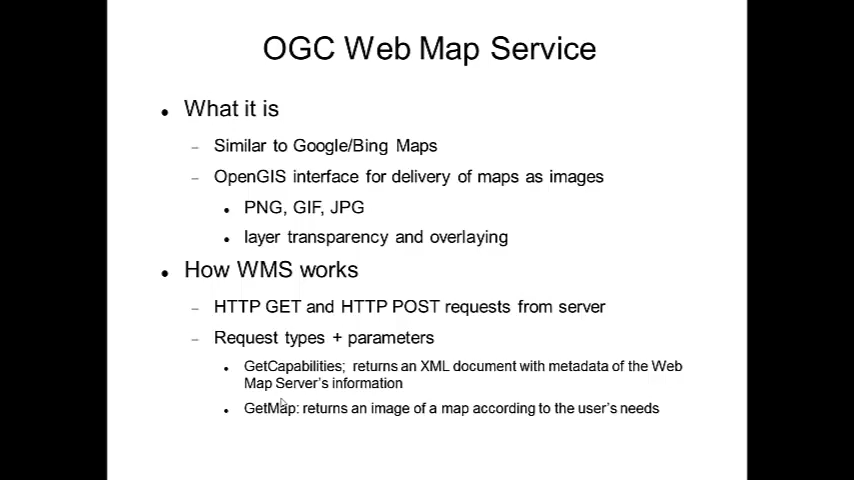 OGC Web Map Service
• What it is
– Similar to Google/Bing Maps
– OpenGIS interface for delivery of maps as images
• PNG, GIF, JPG
• layer transparency and overlaying
• How WMS works
– HTTP GET and HTTP POST requests from server
– Request types + parameters
• GetCapabilities; returns an XML document with metadata of the Web
Map Server's information
• GetMap: returns an image of a map according to the user's needs